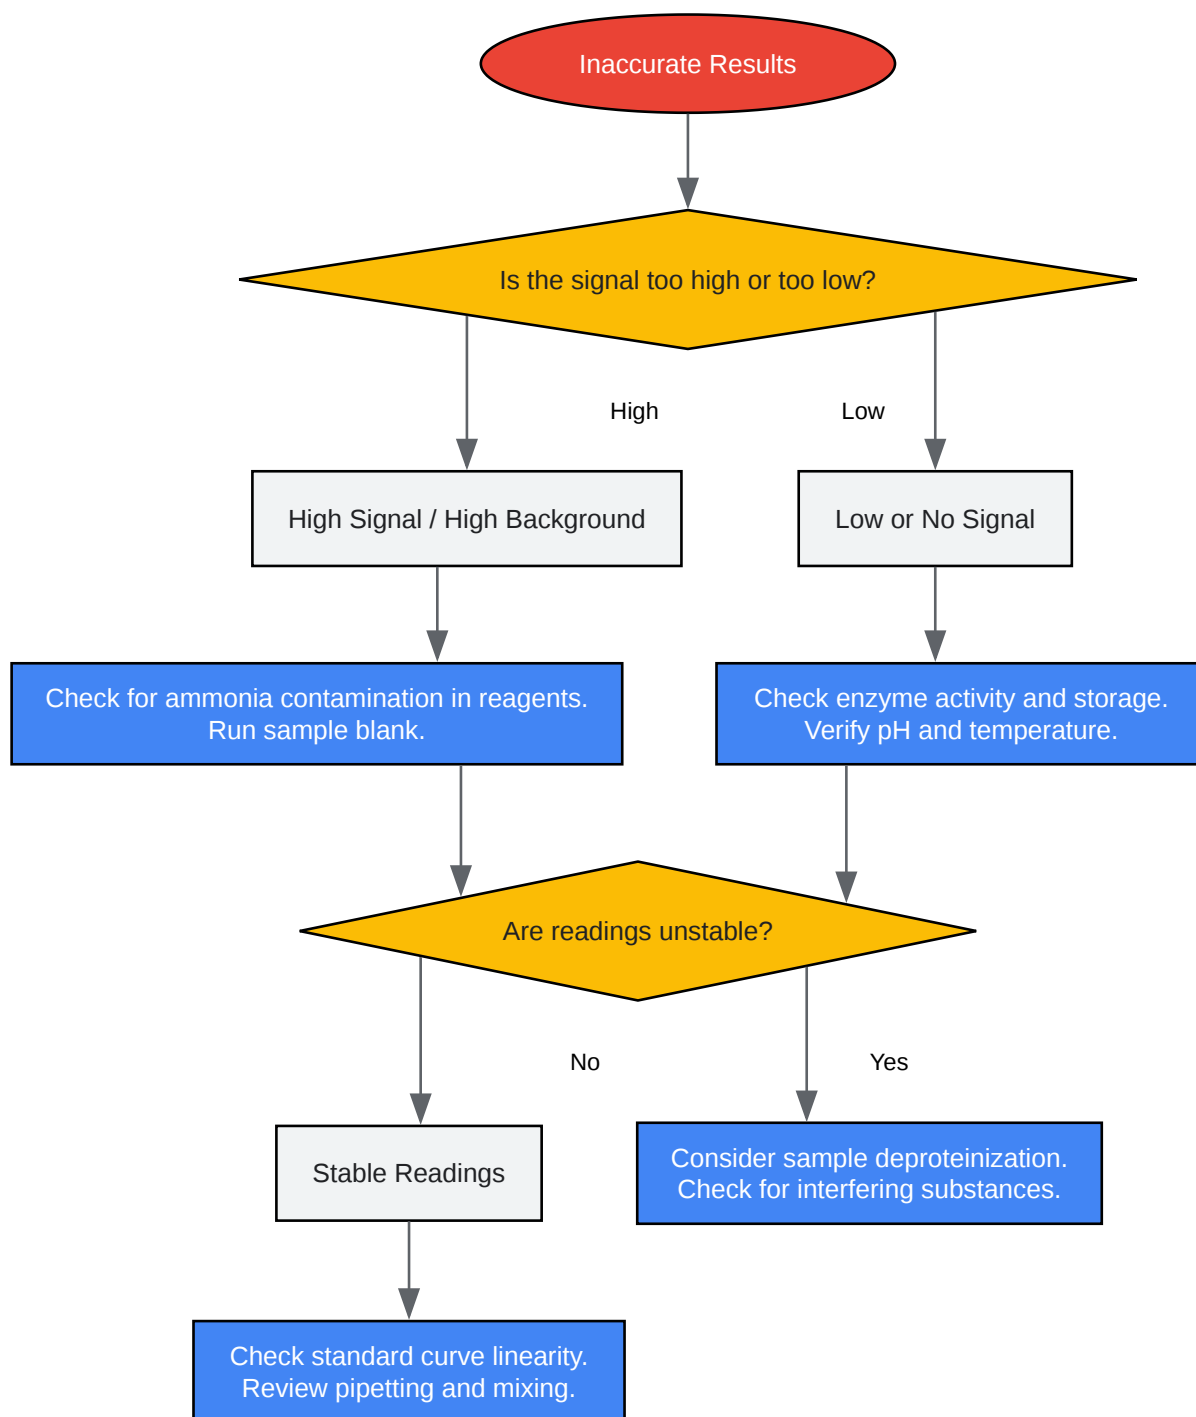 Inaccurate Results
Is the signal too high or too low?
High
Low
High Signal / High Background
Low or No Signal
Check for ammonia contamination in reagents.
Run sample blank.
Check enzyme activity and storage.
Verify pH and temperature.
Are readings unstable?
No
Yes
Stable Readings
Consider sample deproteinization.
Check for interfering substances.
Check standard curve linearity.
Review pipetting and mixing.